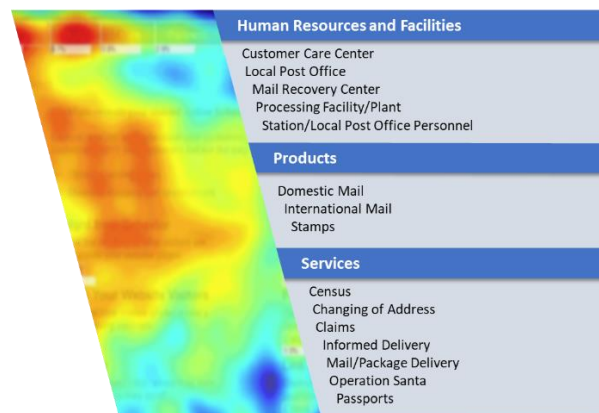 Human Resources and Facilities
Customer Care Center
Local Post Office
Mail Recovery Center
Processing Facility/Plant
Station/Local Post Office Personnel
Products
Domestic Mail
International Mail
Stamps
Services
Census
Changing of Address
Claims
Informed Delivery
Mail/Package Delivery
Operation Santa
Passports